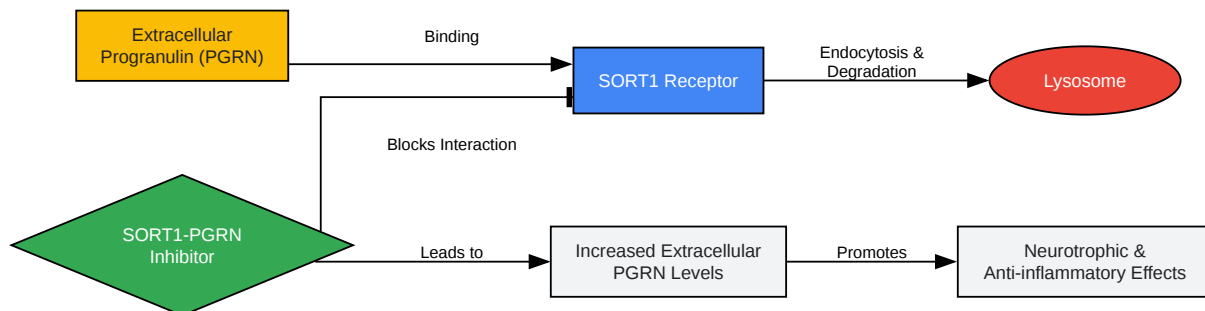 Extracellular
Progranulin (PGRN)
Binding
SORT1 Receptor
Endocytosis &
Degradation
Lysosome
Blocks Interaction
SORT1-PGRN
Inhibitor
Leads to
Increased Extracellular
PGRN Levels
Promotes
Neurotrophic &
Anti-inflammatory Effects